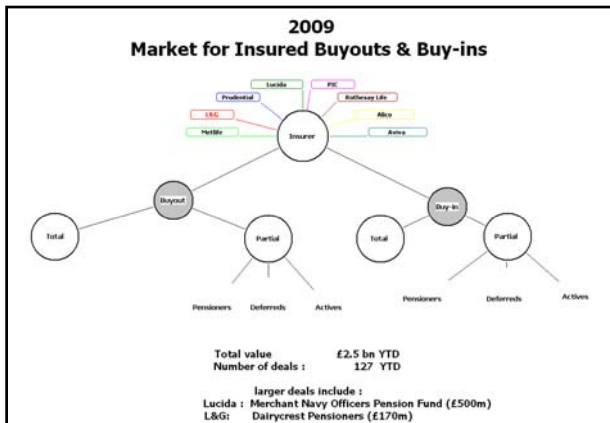 2009
Market for Insured Buyouts & Buy-ins
Lucida
PIC
Prudential
Rothesay Life
L&G
Alico
Metlife
Insurer
Aviva
Buyout
Buy-in
Total
Partial
Total
Partial
Pensioners
Deferreds
Actives
Pensioners
Deferreds
Actives
Total value £2.5 bn YTD
Number of deals : 127 YTD
larger deals include :
Lucida : Merchant Navy Officers Pension Fund (£500m)
L&G: Dairycrest Pensioners (£170m)